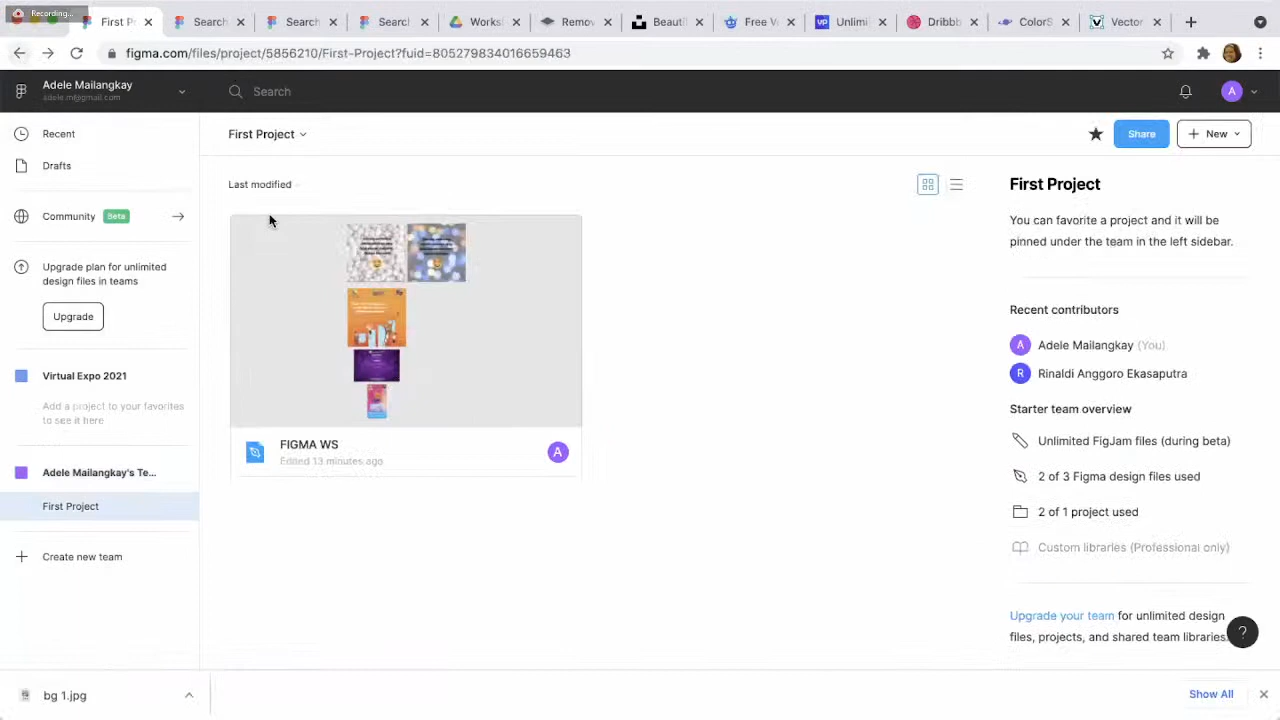 Recording...
First Pr
Search
Search
Search
Works
Remov
Beauti
Free V
Unlimi
Dribbb
ColorS
Vector
figma.com/files/project/5856210/First-Project?fuid=805279834016659463
Adele Mailangkay
adele.m@gmail.com
Search
A
Recent
Drafts
Community Beta
Upgrade plan for unlimited
design files in teams
Upgrade
Virtual Expo 2021
Add a project to your favorites
to see it here
Adele Mailangkay's Te...
First Project
Create new team
First Project
Share
New
Last modified
FIGMA WS
Edited 13 minutes ago
A
First Project
You can favorite a project and it will be
pinned under the team in the left sidebar.
Recent contributors
A Adele Mailangkay (You)
R Rinaldi Anggoro Ekasaputra
Starter team overview
Unlimited FigJam files (during beta)
2 of 3 Figma design files used
2 of 1 project used
Custom libraries (Professional only)
Upgrade your team for unlimited design
files, projects, and shared team libraries.
?
bg 1.jpg
Show All